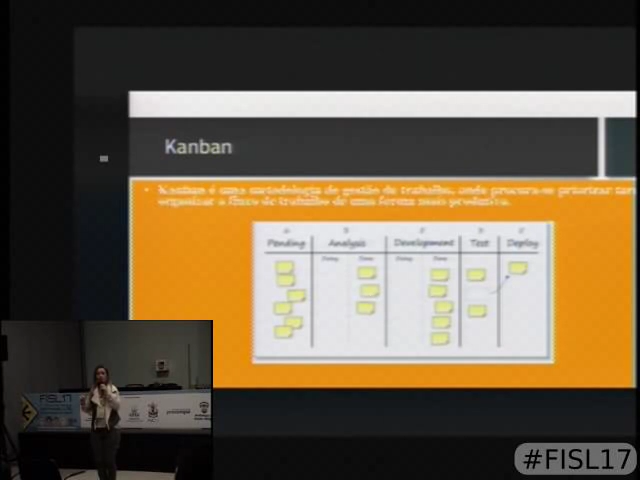 Kanban
Kanban é uma metodologia de gestão de trabalho, onde procura-se priorizar tar
organizar o fluxo de trabalho de uma forma mais produtiva.
Pending Analysis Development Test Deploy
Doing Done Doing Done
FISL17
#FISL17